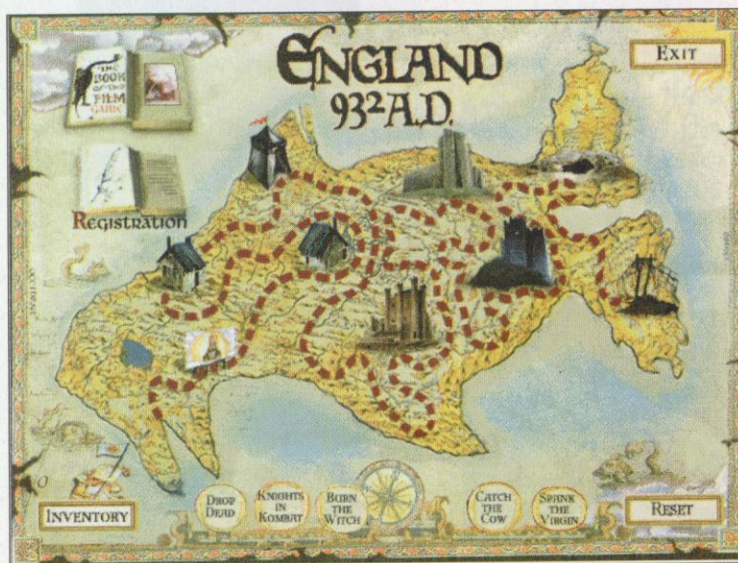 ENGLAND
932 A.D.
EXIT
THE
BOOK
OF THE
FILM
GAME
REGISTRATION
INVENTORY
DROP
DEAD
KNIGHTS
IN
KOMBAT
BURN
THE
WITCH
CATCH
THE
COW
SPANK
THE
VIRGIN
RESET